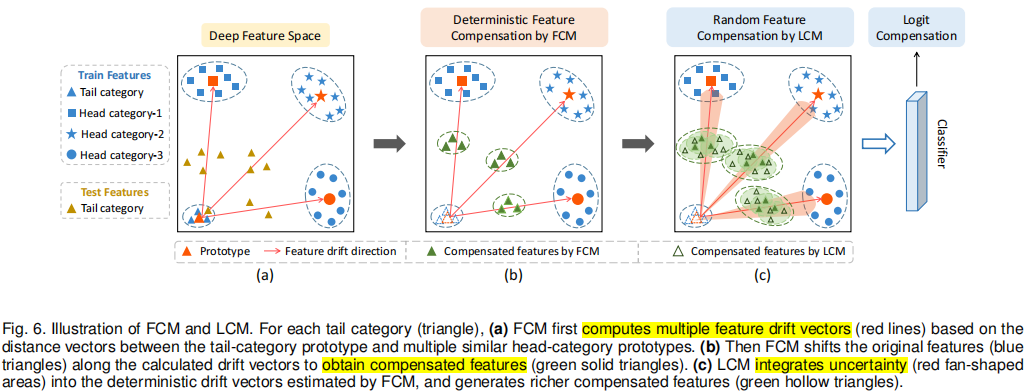 Deep Feature Space
Deterministic Feature
Compensation by FCM
Random Feature
Compensation by LCM
Logit
Compensation
Train Features
Tail category
Head category-1
Head category-2
Head category-3
Test Features
Tail category
Classifier
Prototype
Feature drift direction
Compensated features by FCM
Compensated features by LCM
(a)
(b)
(c)
Fig. 6. Illustration of FCM and LCM. For each tail category (triangle), (a) FCM first computes multiple feature drift vectors (red lines) based on the
distance vectors between the tail-category prototype and multiple similar head-category prototypes. (b) Then FCM shifts the original features (blue
triangles) along the calculated drift vectors to obtain compensated features (green solid triangles). (c) LCM integrates uncertainty (red fan-shaped
areas) into the deterministic drift vectors estimated by FCM, and generates richer compensated features (green hollow triangles).